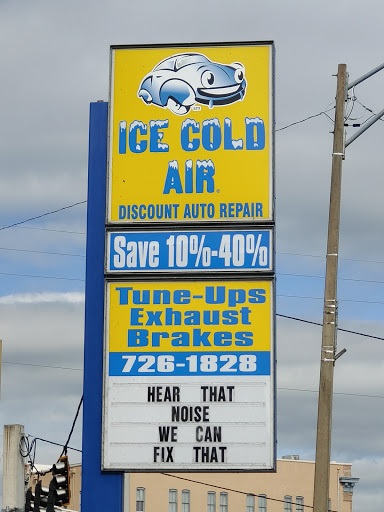 ICE COLD
AIR
DISCOUNT AUTO REPAIR
Save 10%-40%
Tune-Ups
Exhaust
Brakes
726-1828
HEAR THAT
NOISE
WE CAN
FIX THAT